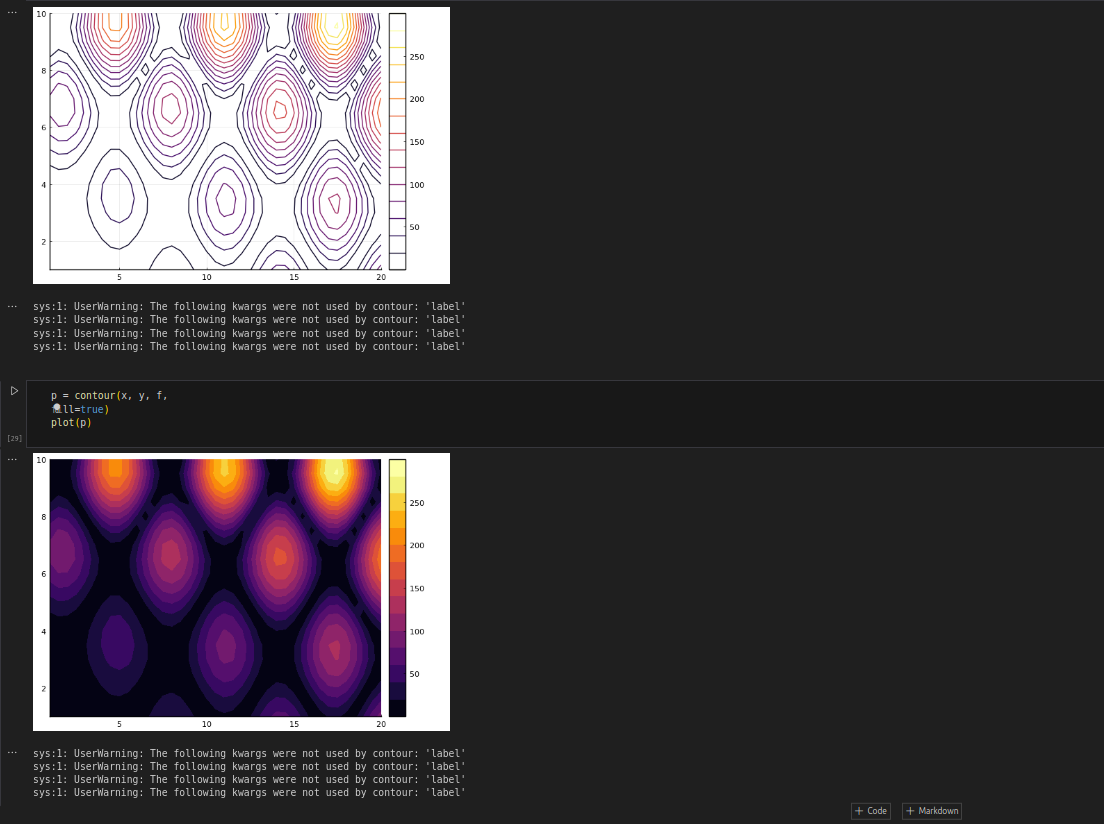 ...
10
8
6
4
2
5
10
15
20
250
200
150
100
50
...
sys:1: UserWarning: The following kwargs were not used by contour: 'label'
sys:1: UserWarning: The following kwargs were not used by contour: 'label'
sys:1: UserWarning: The following kwargs were not used by contour: 'label'
sys:1: UserWarning: The following kwargs were not used by contour: 'label'
p = contour(x, y, f,
ll=true)
plot(p)
[29]
...
10
8
6
4
2
5
10
15
20
250
200
150
100
50
...
sys:1: UserWarning: The following kwargs were not used by contour: 'label'
sys:1: UserWarning: The following kwargs were not used by contour: 'label'
sys:1: UserWarning: The following kwargs were not used by contour: 'label'
sys:1: UserWarning: The following kwargs were not used by contour: 'label'
+ Code + Markdown